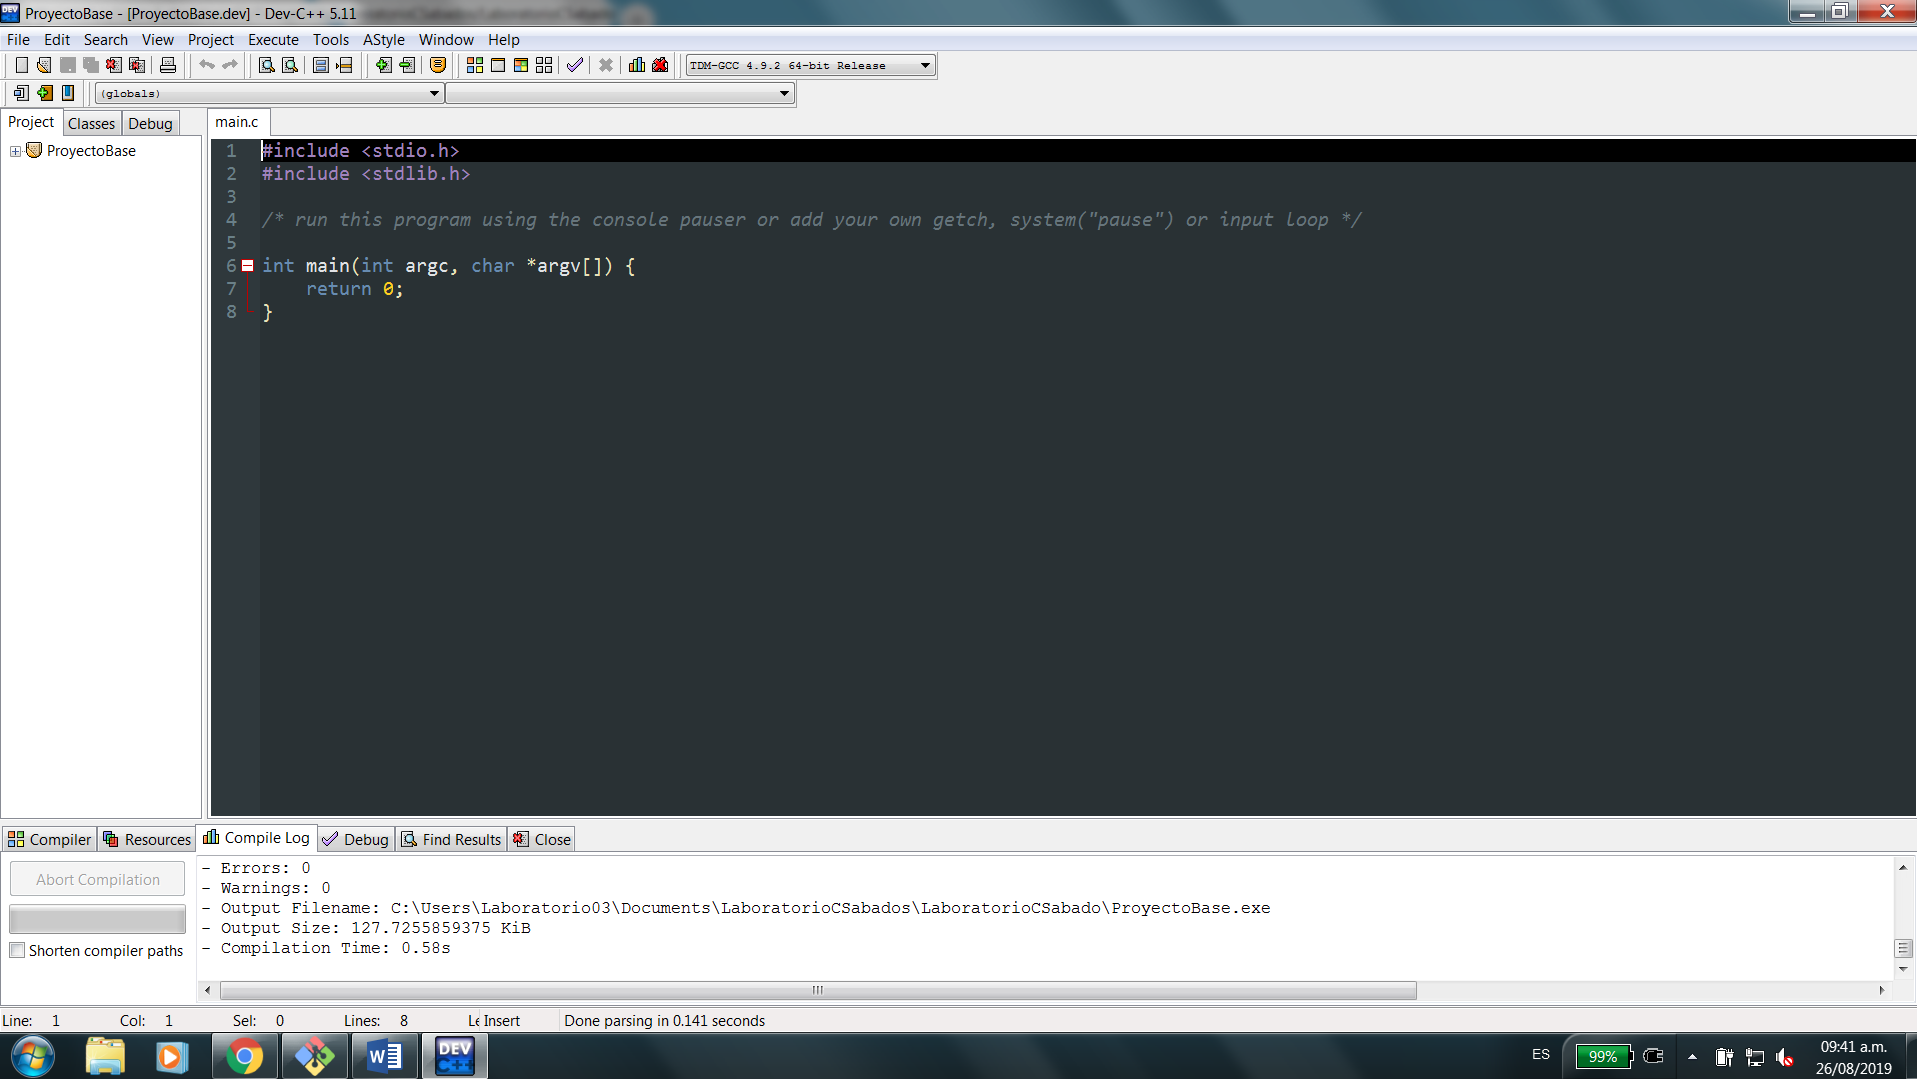 ProyectoBase - [ProyectoBase.dev] - Dev-C++ 5.11
File Edit Search View Project Execute Tools AStyle Window Help
TDM-GCC 4.9.2 64-bit Release
(globals)
Project Classes Debug
main.c
ProyectoBase
1 #include <stdio.h>
2 #include <stdlib.h>
3
4 /* run this program using the console pauser or add your own getch, system("pause") or input loop */
5
6 int main(int argc, char *argv[]) {
7 return 0;
8 }
Compiler Resources Compile Log Debug Find Results Close
Abort Compilation
Shorten compiler paths
- Errors: 0
- Warnings: 0
- Output Filename: C:\Users\Laboratorio03\Documents\LaboratorioCSabados\LaboratorioCSabado\ProyectoBase.exe
- Output Size: 127.7255859375 KiB
- Compilation Time: 0.58s
Line: 1 Col: 1 Sel: 0 Lines: 8 Insert Done parsing in 0.141 seconds
DEV C++
ES
99%
09:41 a.m.
26/08/2019